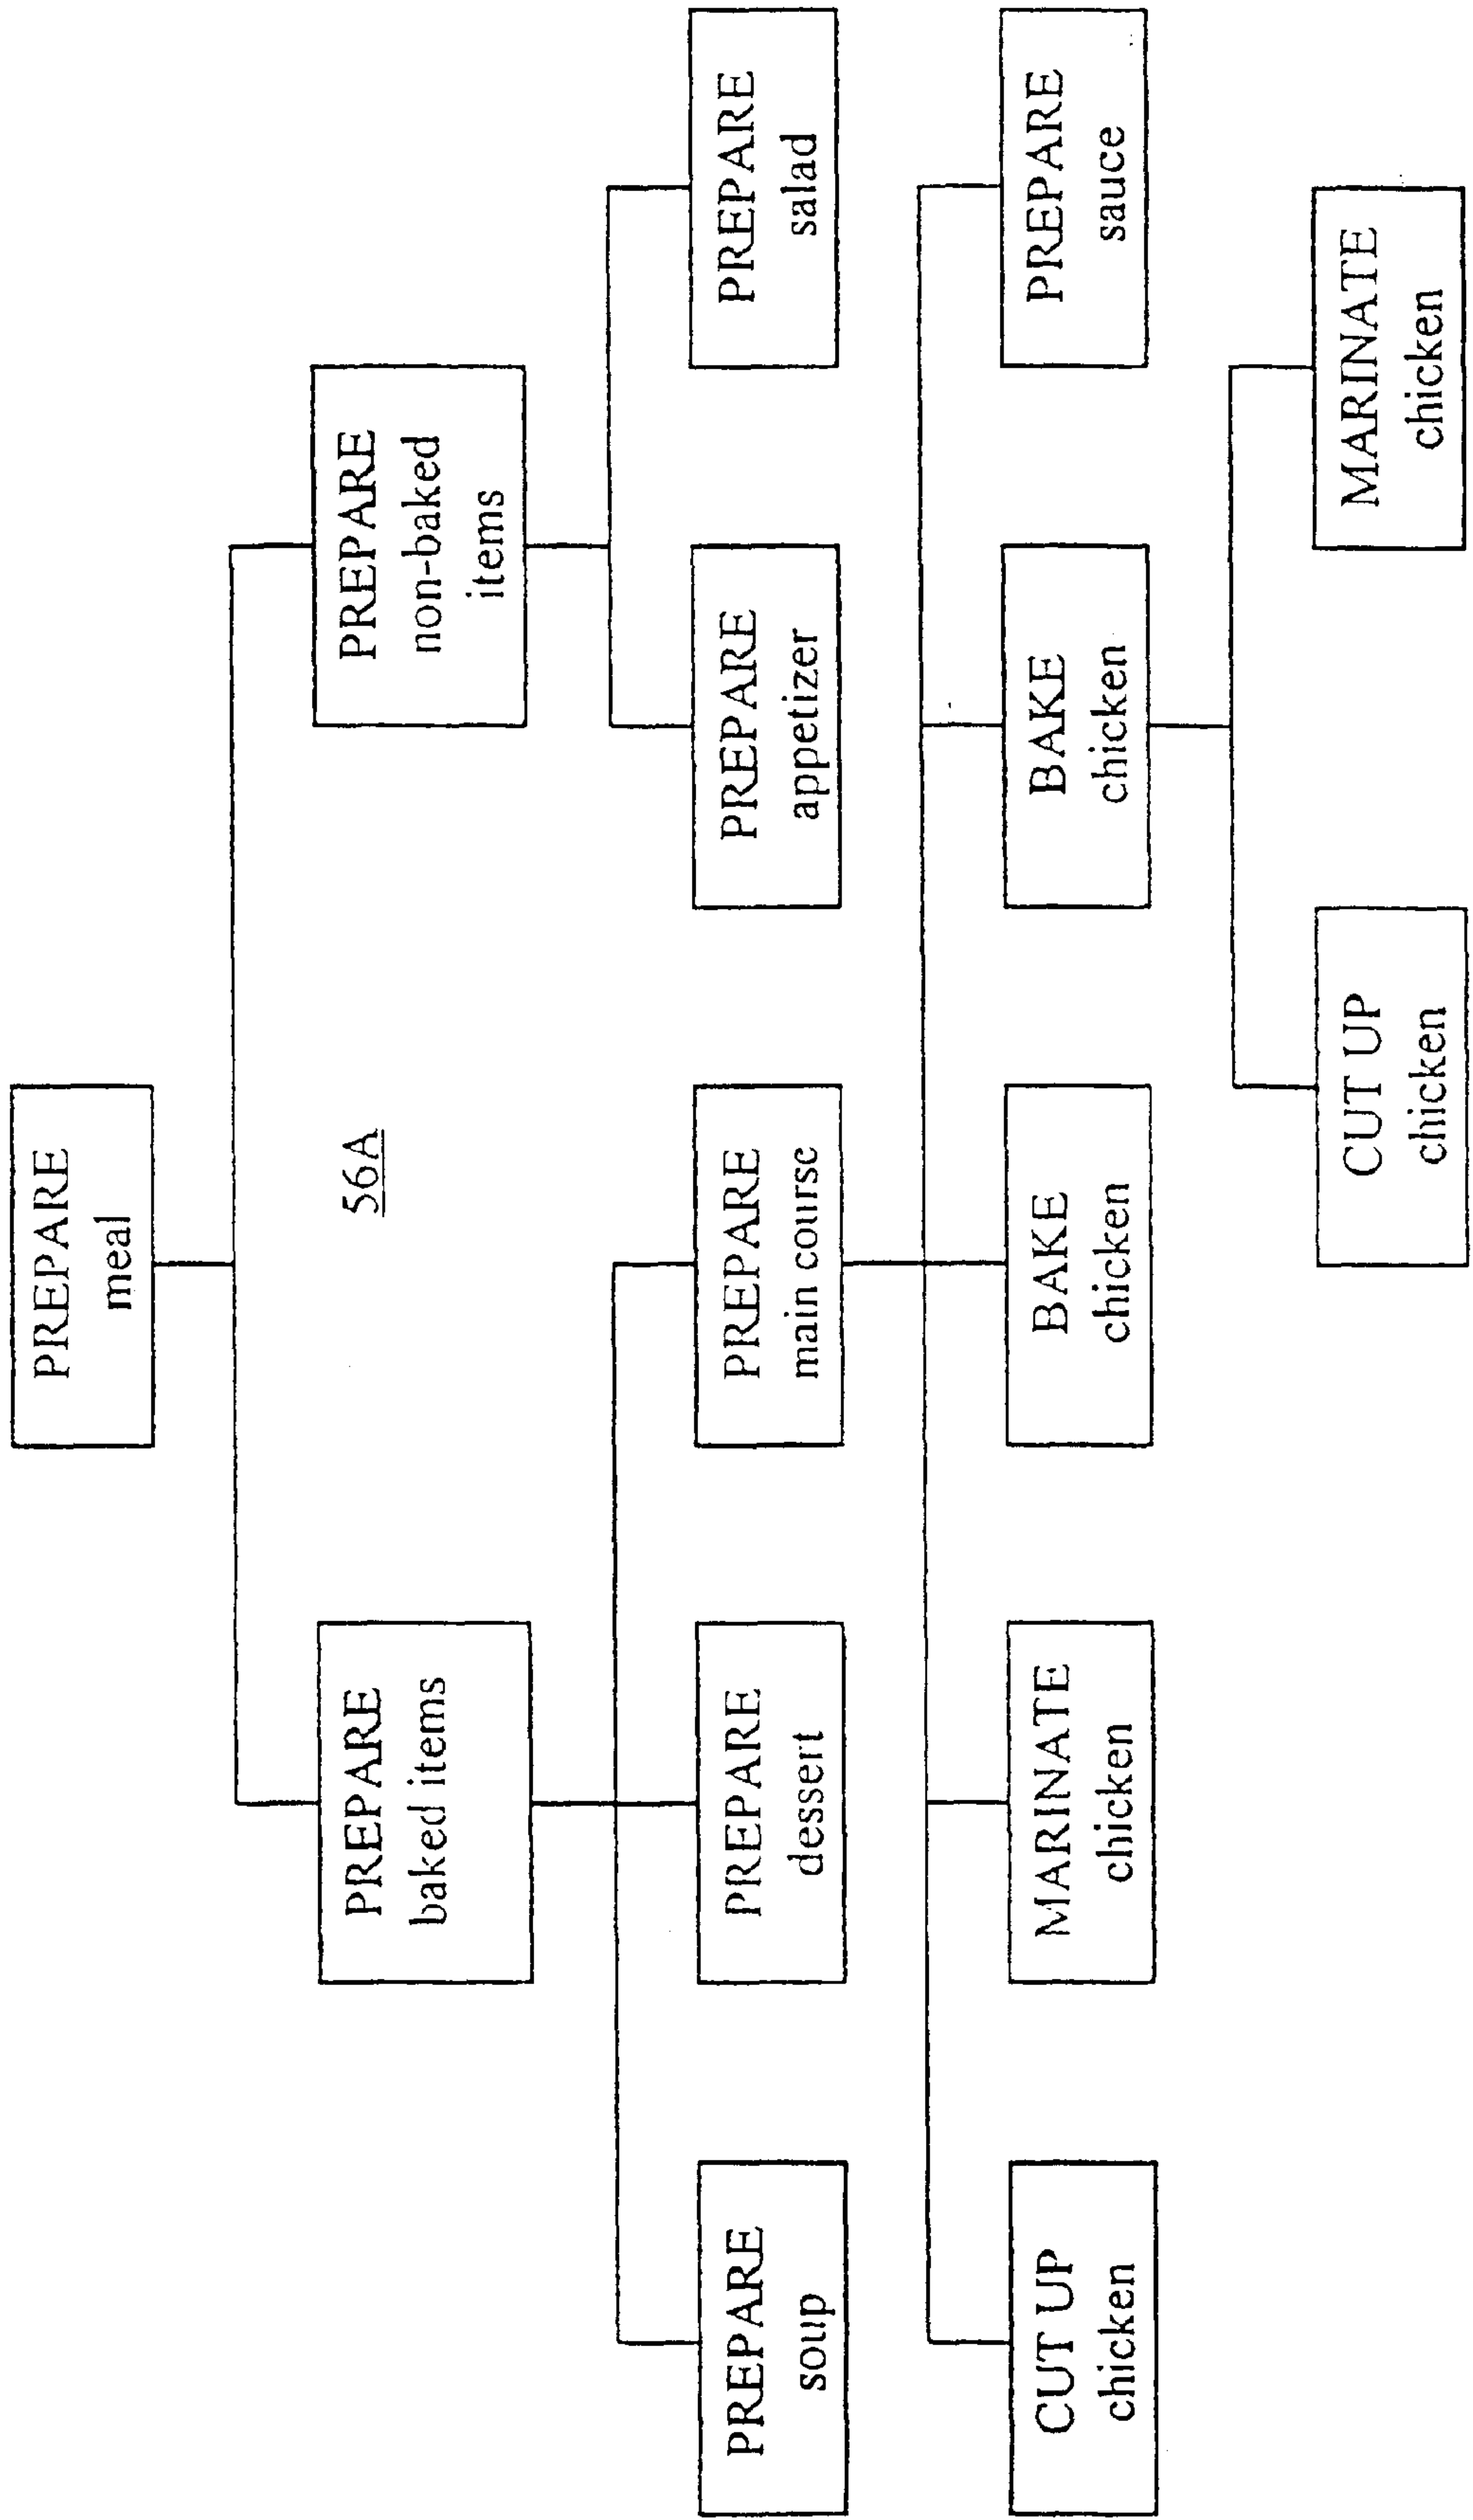 PREPARE
meal
56A
PREPARE
baked items
PREPARE
non-baked
items
PREPARE
soup
PREPARE
dessert
PREPARE
main course
PREPARE
appetizer
PREPARE
salad
CUT UP
chicken
MARINATE
chicken
BAKE
chicken
BAKE
chicken
PREPARE
sauce
CUT UP
chicken
MARINATE
chicken